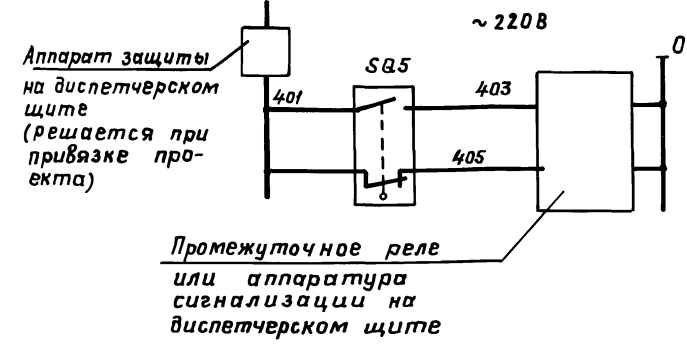 ~220В
0
Аппарат защиты
на диспетчерском
щите
(решается при
привязке про-
екта)
SQ5
401
403
405
Промежуточное реле
или аппаратура
сигнализации на
диспетчерском щите